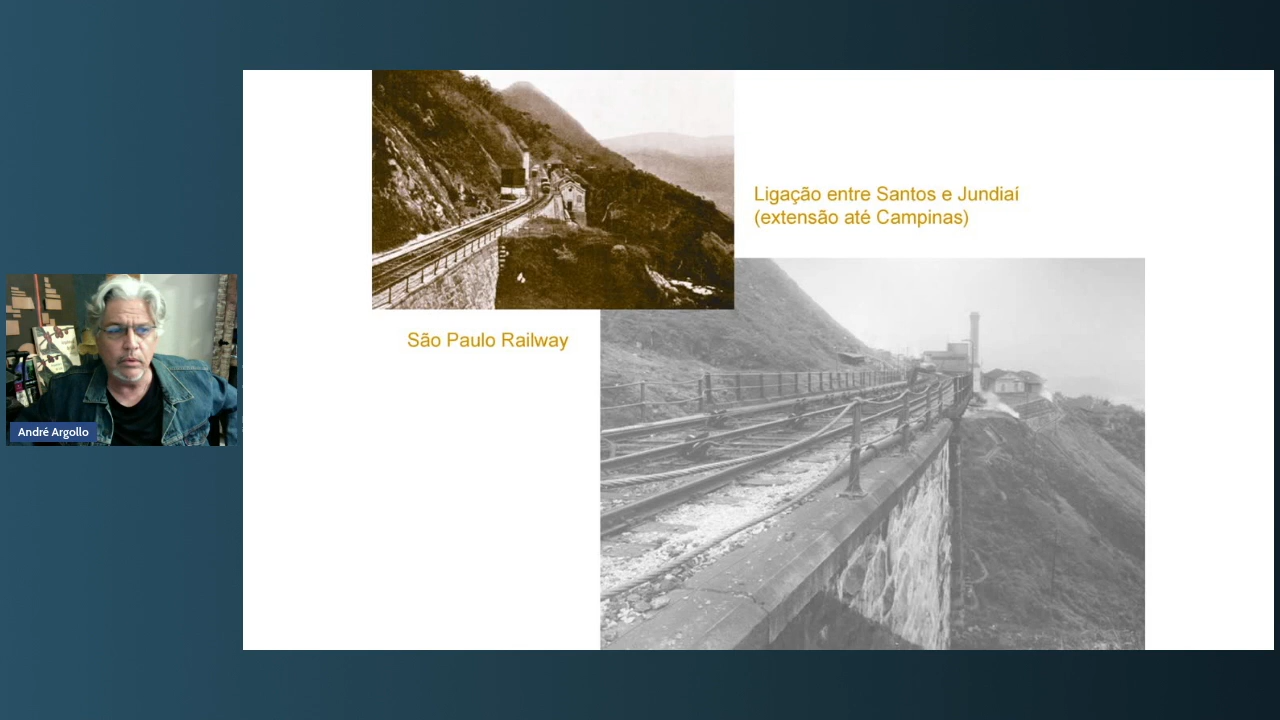 Ligação entre Santos e Jundiaí
(extensão até Campinas)
São Paulo Railway
André Argollo